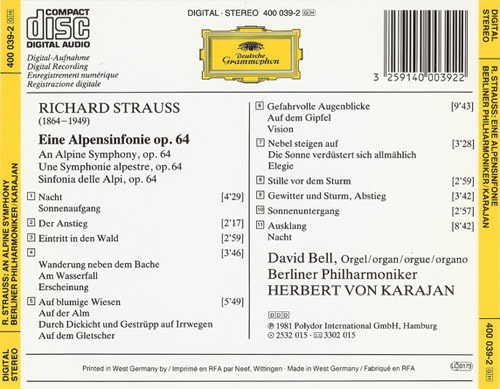 400 039-2 GH
DIGITAL STEREO
R. STRAUSS: AN ALPINE SYMPHONY
BERLINER PHILHARMONIKER/KARAJAN
COMPACT
disc
DIGITAL AUDIO
Digital-Aufnahme
Digital Recording
Enregistrement numérique
Registrazione digitale
DIGITAL · STEREO 400 039-2 GH
Deutsche
Grammophon
3 259140 003922
RICHARD STRAUSS
(1864–1949)
Eine Alpensinfonie op. 64
An Alpine Symphony, op. 64
Une Symphonie alpestre, op. 64
Sinfonia delle Alpi, op. 64
1 Nacht [4'29]
Sonnenaufgang
2 Der Anstieg [2'17]
3 Eintritt in den Wald [2'59]
4 [3'46]
Wanderung neben dem Bache
Am Wasserfall
Erscheinung
5 Auf blumige Wiesen [5'49]
Auf der Alm
Durch Dickicht und Gestrüpp auf Irrwegen
Auf dem Gletscher
6 Gefahrvolle Augenblicke [9'43]
Auf dem Gipfel
Vision
7 Nebel steigen auf [3'28]
Die Sonne verdüstert sich allmählich
Elegie
8 Stille vor dem Sturm [2'59]
9 Gewitter und Sturm, Abstieg [3'42]
10 Sonnenuntergang [2'57]
11 Ausklang [8'42]
Nacht
David Bell, Orgel/organ/orgue/organo
Berliner Philharmoniker
HERBERT VON KARAJAN
DDD
℗ 1981 Polydor International GmbH, Hamburg
2532 015 · 3302 015
Printed in West Germany by / Imprimé en RFA par Neef, Wittingen · Made in West Germany / Fabriqué en RFA
LC 0173
DIGITAL
STEREO
R. STRAUSS: EINE ALPENSINFONIE
BERLINER PHILHARMONIKER/KARAJAN
400 039-2 GH